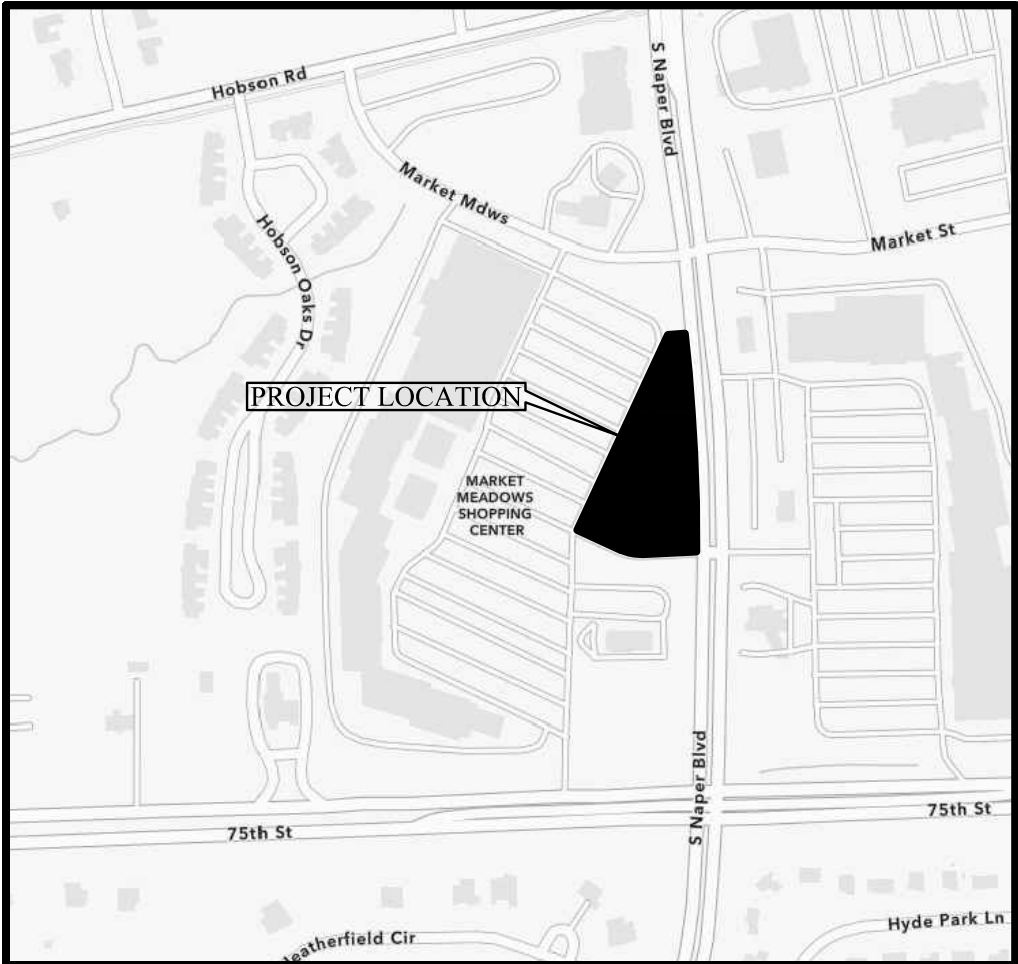 Hobson Rd
S Naper Blvd
Market Mdws
Hobson Oaks Dr
Market St
PROJECT LOCATION
MARKET
MEADOWS
SHOPPING
CENTER
S Naper Blvd
75th St
75th St
Hyde Park Ln
eatherfield Cir